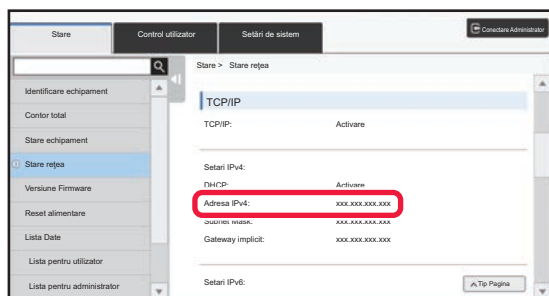 Stare
Control utilizator
Setări de sistem
Conectare Administrator
Stare > Stare reţea
Identificare echipament
Contor total
Stare echipament
Stare reţea
Versiune Firmware
Reset alimentare
Lista Date
Lista pentru utilizator
Lista pentru administrator
TCP/IP
TCP/IP: Activare
Setari IPv4:
DHCP: Activare
Adresa IPv4: xxx.xxx.xxx.xxx
Subnet Mask: xxx.xxx.xxx.xxx
Gateway implicit: xxx.xxx.xxx.xxx
Setari IPv6:
Tip Pagina